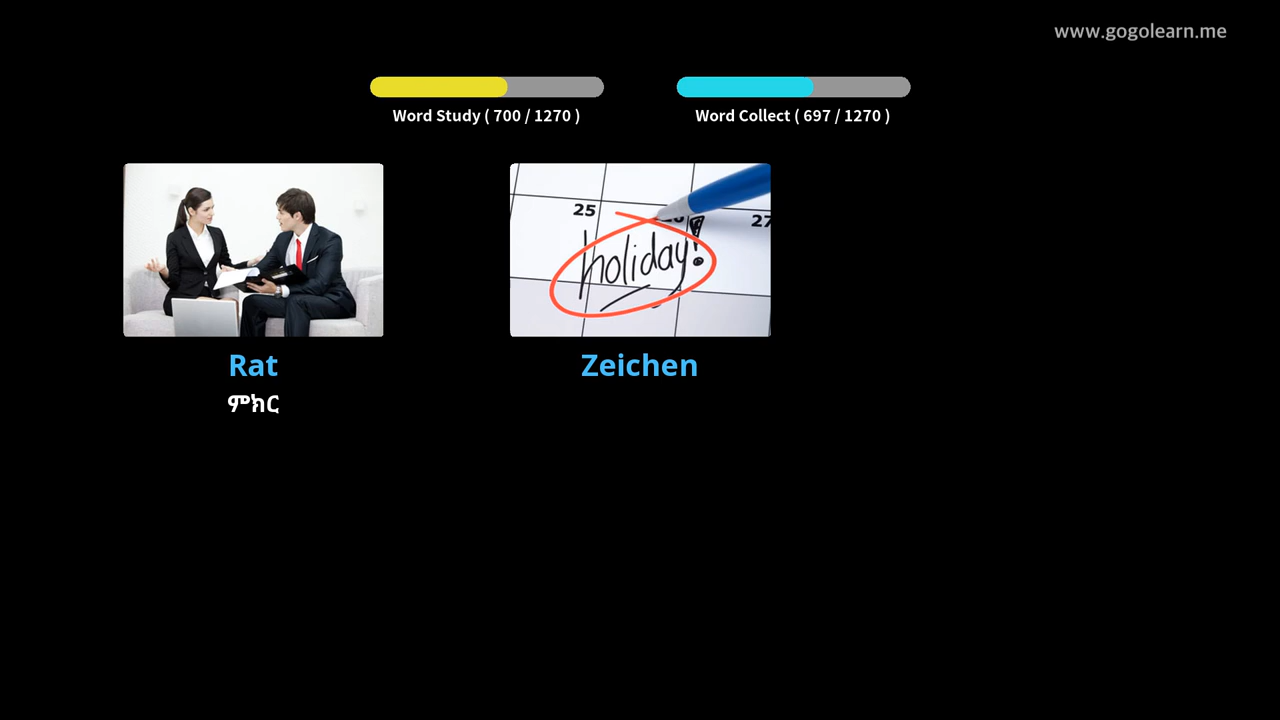 www.gogolearn.me
Word Study ( 700 / 1270 )
Word Collect ( 697 / 1270 )
25
27
holiday!
Rat
ምክር
Zeichen